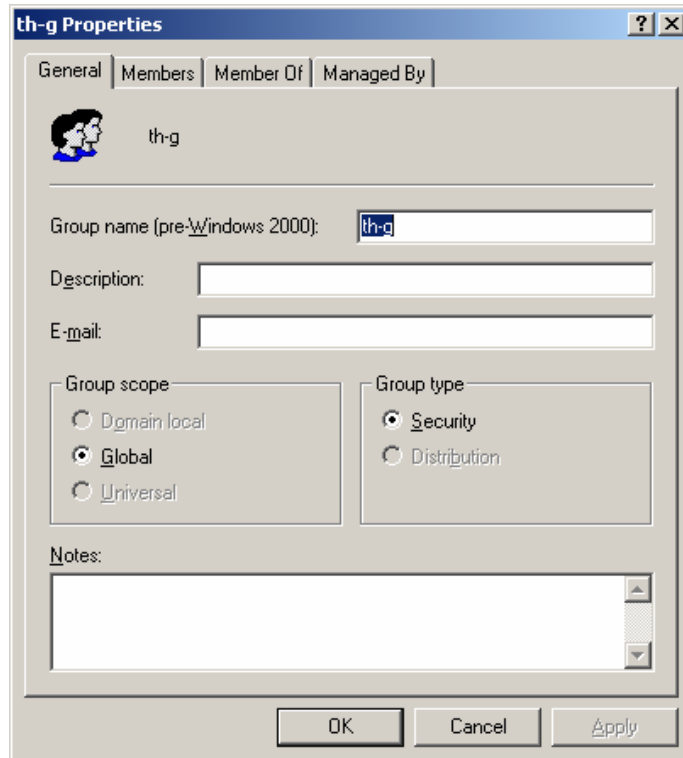 th-g Properties
General Members Member Of Managed By
th-g
Group name (pre-Windows 2000): th-g
Description:
E-mail:
Group scope Group type
Domain local Security
Global Distribution
Universal
Notes:
OK Cancel Apply